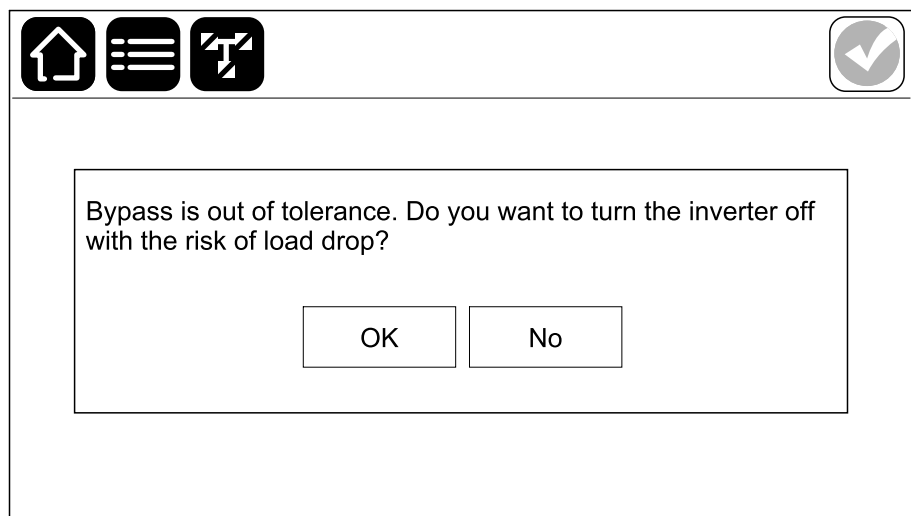 Bypass is out of tolerance. Do you want to turn the inverter off
with the risk of load drop?
OK
No